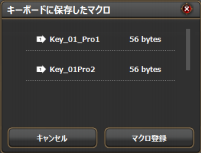 キーボードに保存したマクロ
Key_01_Pro1 56 bytes
Key_01Pro2 56 bytes
キャンセル マクロ登録